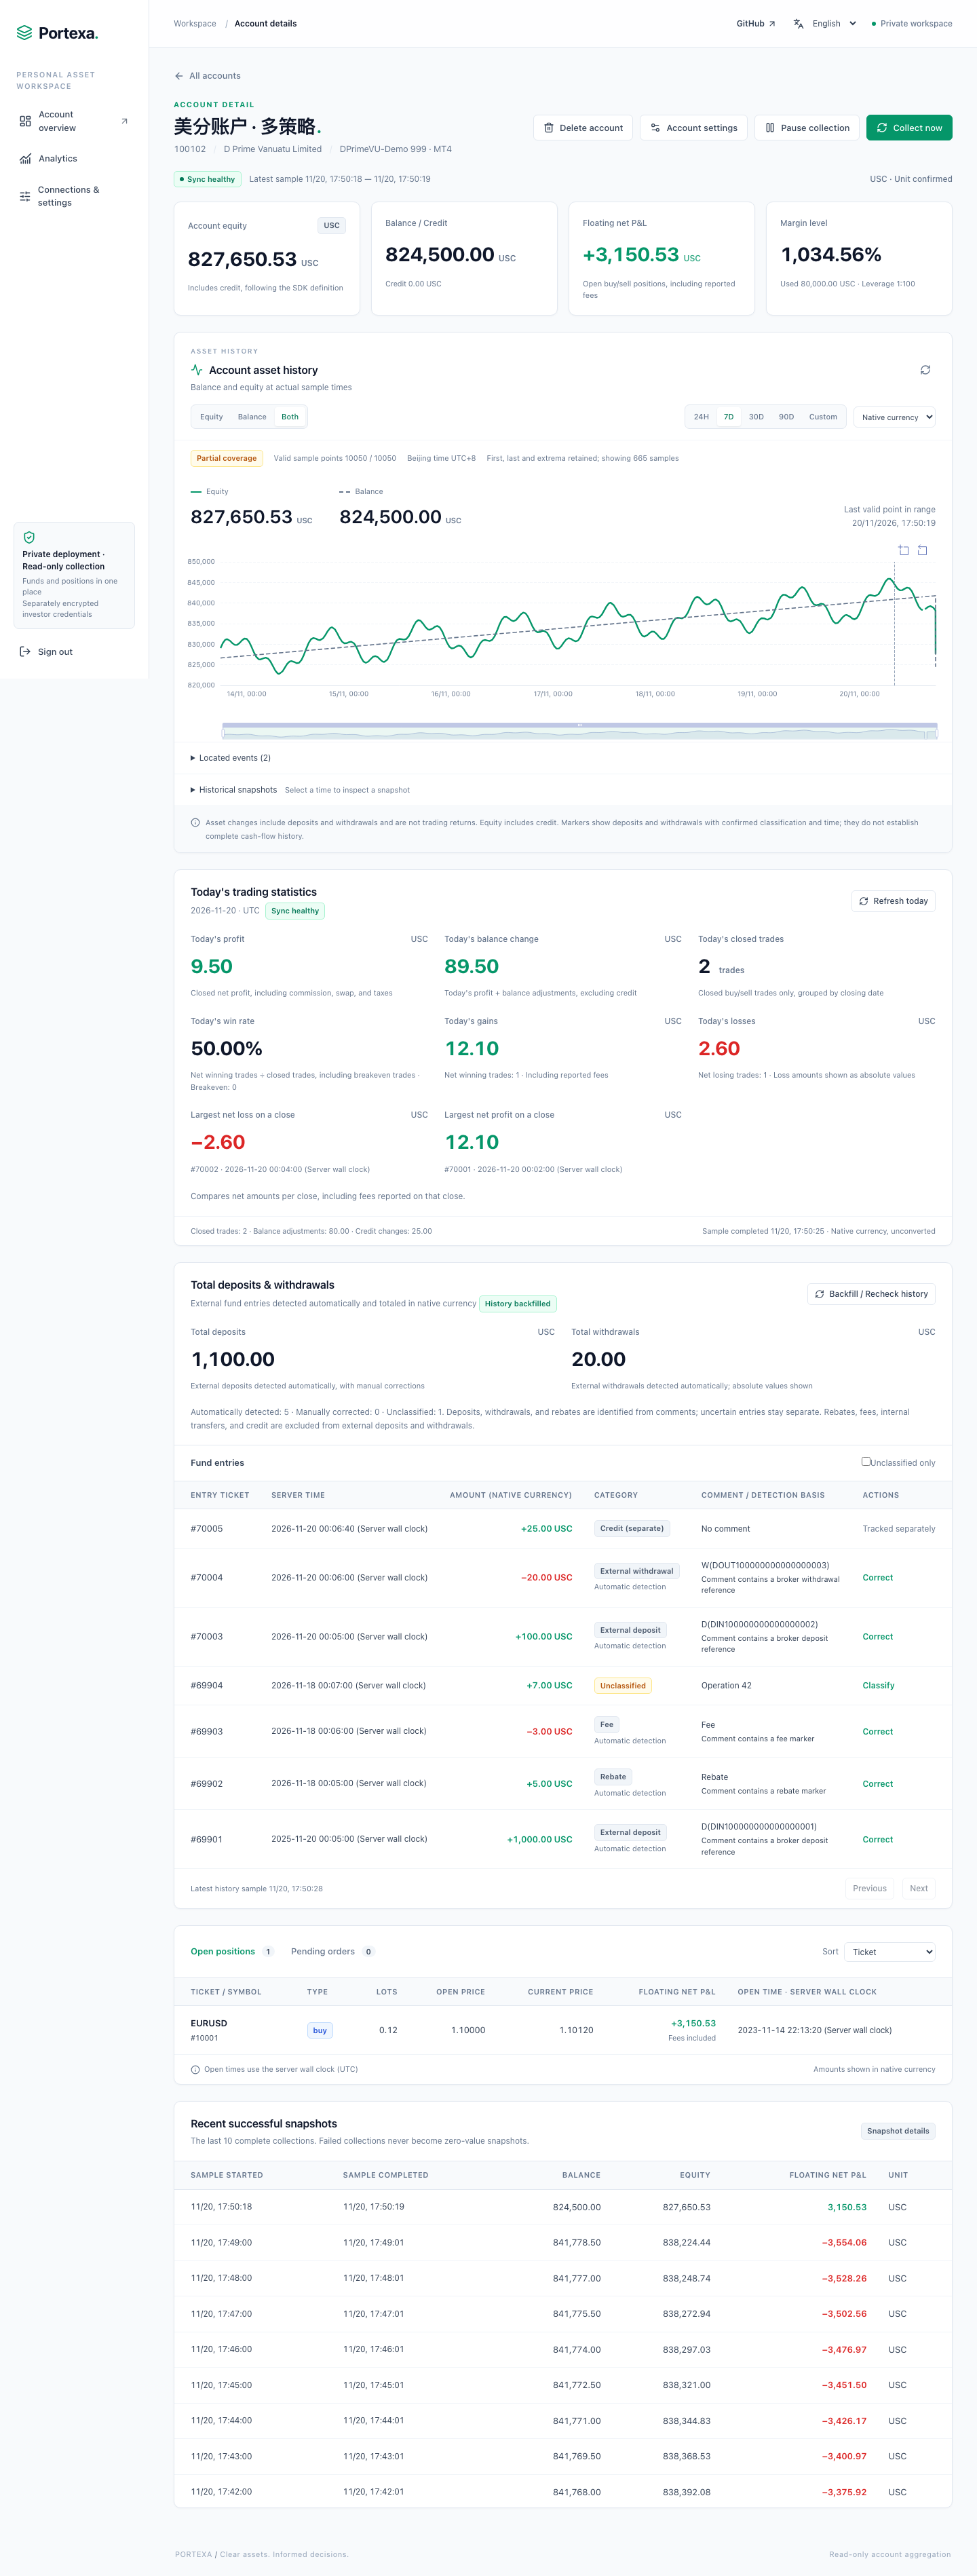 Portexa.
PERSONAL ASSET
WORKSPACE
Account
overview
Analytics
Connections &
settings
Private deployment ·
Read-only collection
Funds and positions in one
place
Separately encrypted
investor credentials
Sign out
Workspace / Account details
GitHub English Private workspace
All accounts
ACCOUNT DETAIL
美分账户 · 多策略.
100102 / D Prime Vanuatu Limited / DPrimeVU-Demo 999 · MT4
Delete account Account settings Pause collection Collect now
Sync healthy Latest sample 11/20, 17:50:18 — 11/20, 17:50:19 USC · Unit confirmed
Account equity USC
827,650.53 USC
Includes credit, following the SDK definition
Balance / Credit
824,500.00 USC
Credit 0.00 USC
Floating net P&L
+3,150.53 USC
Open buy/sell positions, including reported
fees
Margin level
1,034.56%
Used 80,000.00 USC · Leverage 1:100
ASSET HISTORY
Account asset history
Balance and equity at actual sample times
Equity Balance Both
24H 7D 30D 90D Custom Native currency
Partial coverage Valid sample points 10050 / 10050 Beijing time UTC+8 First, last and extrema retained; showing 665 samples
Equity Balance
827,650.53 USC 824,500.00 USC
Last valid point in range
20/11/2026, 17:50:19
850,000
845,000
840,000
835,000
830,000
825,000
820,000
14/11, 00:00 15/11, 00:00 16/11, 00:00 17/11, 00:00 18/11, 00:00 19/11, 00:00 20/11, 00:00
Located events (2)
Historical snapshots Select a time to inspect a snapshot
Asset changes include deposits and withdrawals and are not trading returns. Equity includes credit. Markers show deposits and withdrawals with confirmed classification and time; they do not establish
complete cash-flow history.
Today's trading statistics
2026-11-20 · UTC Sync healthy
Refresh today
Today's profit USC
9.50
Closed net profit, including commission, swap, and taxes
Today's balance change USC
89.50
Today's profit + balance adjustments, excluding credit
Today's closed trades
2 trades
Closed buy/sell trades only, grouped by closing date
Today's win rate
50.00%
Net winning trades ÷ closed trades, including breakeven trades ·
Breakeven: 0
Today's gains USC
12.10
Net winning trades: 1 · Including reported fees
Today's losses USC
2.60
Net losing trades: 1 · Loss amounts shown as absolute values
Largest net loss on a close USC
−2.60
#70002 · 2026-11-20 00:04:00 (Server wall clock)
Largest net profit on a close USC
12.10
#70001 · 2026-11-20 00:02:00 (Server wall clock)
Compares net amounts per close, including fees reported on that close.
Closed trades: 2 · Balance adjustments: 80.00 · Credit changes: 25.00 Sample completed 11/20, 17:50:25 · Native currency, unconverted
Total deposits & withdrawals
External fund entries detected automatically and totaled in native currency History backfilled
Backfill / Recheck history
Total deposits USC
1,100.00
External deposits detected automatically, with manual corrections
Total withdrawals USC
20.00
External withdrawals detected automatically; absolute values shown
Automatically detected: 5 · Manually corrected: 0 · Unclassified: 1. Deposits, withdrawals, and rebates are identified from comments; uncertain entries stay separate. Rebates, fees, internal
transfers, and credit are excluded from external deposits and withdrawals.
Fund entries Unclassified only
ENTRY TICKET SERVER TIME AMOUNT (NATIVE CURRENCY) CATEGORY COMMENT / DETECTION BASIS ACTIONS
#70005 2026-11-20 00:06:40 (Server wall clock) +25.00 USC Credit (separate) No comment Tracked separately
#70004 2026-11-20 00:06:00 (Server wall clock) −20.00 USC External withdrawal Automatic detection W(DOUT100000000000000003) Comment contains a broker withdrawal reference Correct
#70003 2026-11-20 00:05:00 (Server wall clock) +100.00 USC External deposit Automatic detection D(DIN100000000000000002) Comment contains a broker deposit reference Correct
#69904 2026-11-18 00:07:00 (Server wall clock) +7.00 USC Unclassified Operation 42 Classify
#69903 2026-11-18 00:06:00 (Server wall clock) −3.00 USC Fee Automatic detection Fee Comment contains a fee marker Correct
#69902 2026-11-18 00:05:00 (Server wall clock) +5.00 USC Rebate Automatic detection Rebate Comment contains a rebate marker Correct
#69901 2025-11-20 00:05:00 (Server wall clock) +1,000.00 USC External deposit Automatic detection D(DIN100000000000000001) Comment contains a broker deposit reference Correct
Latest history sample 11/20, 17:50:28 Previous Next
Open positions 1 Pending orders 0 Sort Ticket
TICKET / SYMBOL TYPE LOTS OPEN PRICE CURRENT PRICE FLOATING NET P&L OPEN TIME · SERVER WALL CLOCK
EURUSD buy 0.12 1.10000 1.10120 +3,150.53 2023-11-14 22:13:20 (Server wall clock)
#10001 Fees included
Open times use the server wall clock (UTC) Amounts shown in native currency
Recent successful snapshots
The last 10 complete collections. Failed collections never become zero-value snapshots.
Snapshot details
SAMPLE STARTED SAMPLE COMPLETED BALANCE EQUITY FLOATING NET P&L UNIT
11/20, 17:50:18 11/20, 17:50:19 824,500.00 827,650.53 3,150.53 USC
11/20, 17:49:00 11/20, 17:49:01 841,778.50 838,224.44 −3,554.06 USC
11/20, 17:48:00 11/20, 17:48:01 841,777.00 838,248.74 −3,528.26 USC
11/20, 17:47:00 11/20, 17:47:01 841,775.50 838,272.94 −3,502.56 USC
11/20, 17:46:00 11/20, 17:46:01 841,774.00 838,297.03 −3,476.97 USC
11/20, 17:45:00 11/20, 17:45:01 841,772.50 838,321.00 −3,451.50 USC
11/20, 17:44:00 11/20, 17:44:01 841,771.00 838,344.83 −3,426.17 USC
11/20, 17:43:00 11/20, 17:43:01 841,769.50 838,368.53 −3,400.97 USC
11/20, 17:42:00 11/20, 17:42:01 841,768.00 838,392.08 −3,375.92 USC
PORTEXA / Clear assets. Informed decisions. Read-only account aggregation